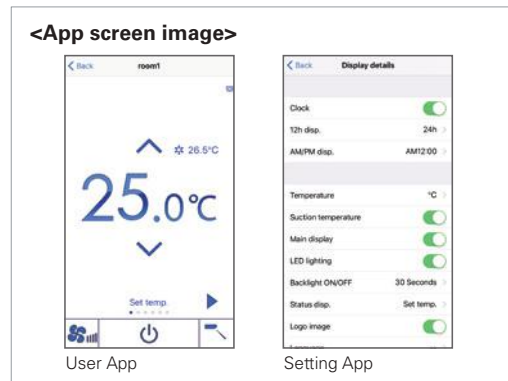 <App screen image>
< Back room1
26.5°C
25.0°C
Set temp.
User App
< Back Display details
Clock
12h disp. 24h >
AM/PM disp. AM12:00 >
Temperature °C >
Suction temperature
Main display
LED lighting
Backlight ON/OFF 30 Seconds >
Status disp. Set temp. >
Logo image
Setting App